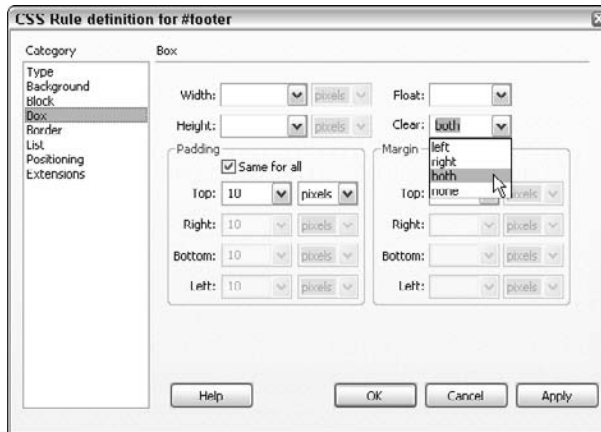 CSS Rule definition for #footer
Category
Box
Type
Background
Block
Box
Border
List
Positioning
Extensions
Width: pixels
Float:
Height: pixels
Clear: both
left
right
both
none
Padding
Same for all
Top: 10 pixels
Right: 10 pixels
Bottom: 10 pixels
Left: 10 pixels
Margin
Top: pixels
Right: pixels
Bottom: pixels
Left: pixels
Help
OK
Cancel
Apply